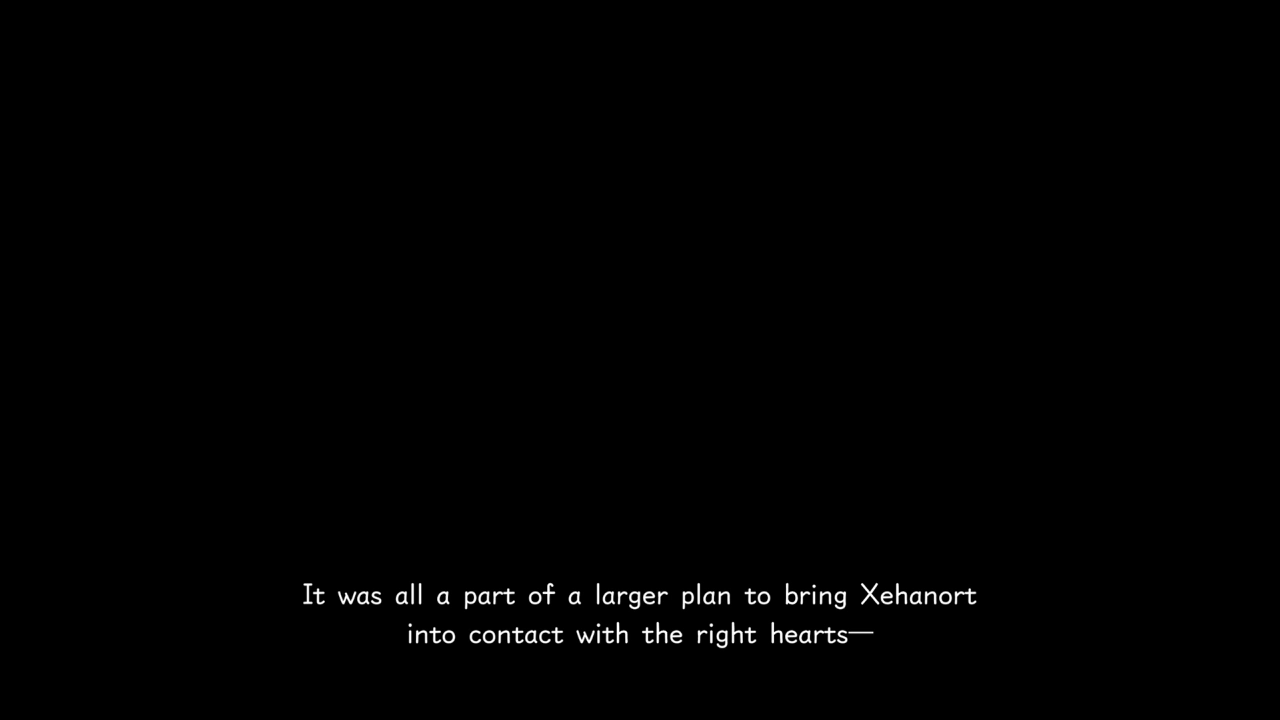 It was all a part of a larger plan to bring Xehanort
into contact with the right hearts—